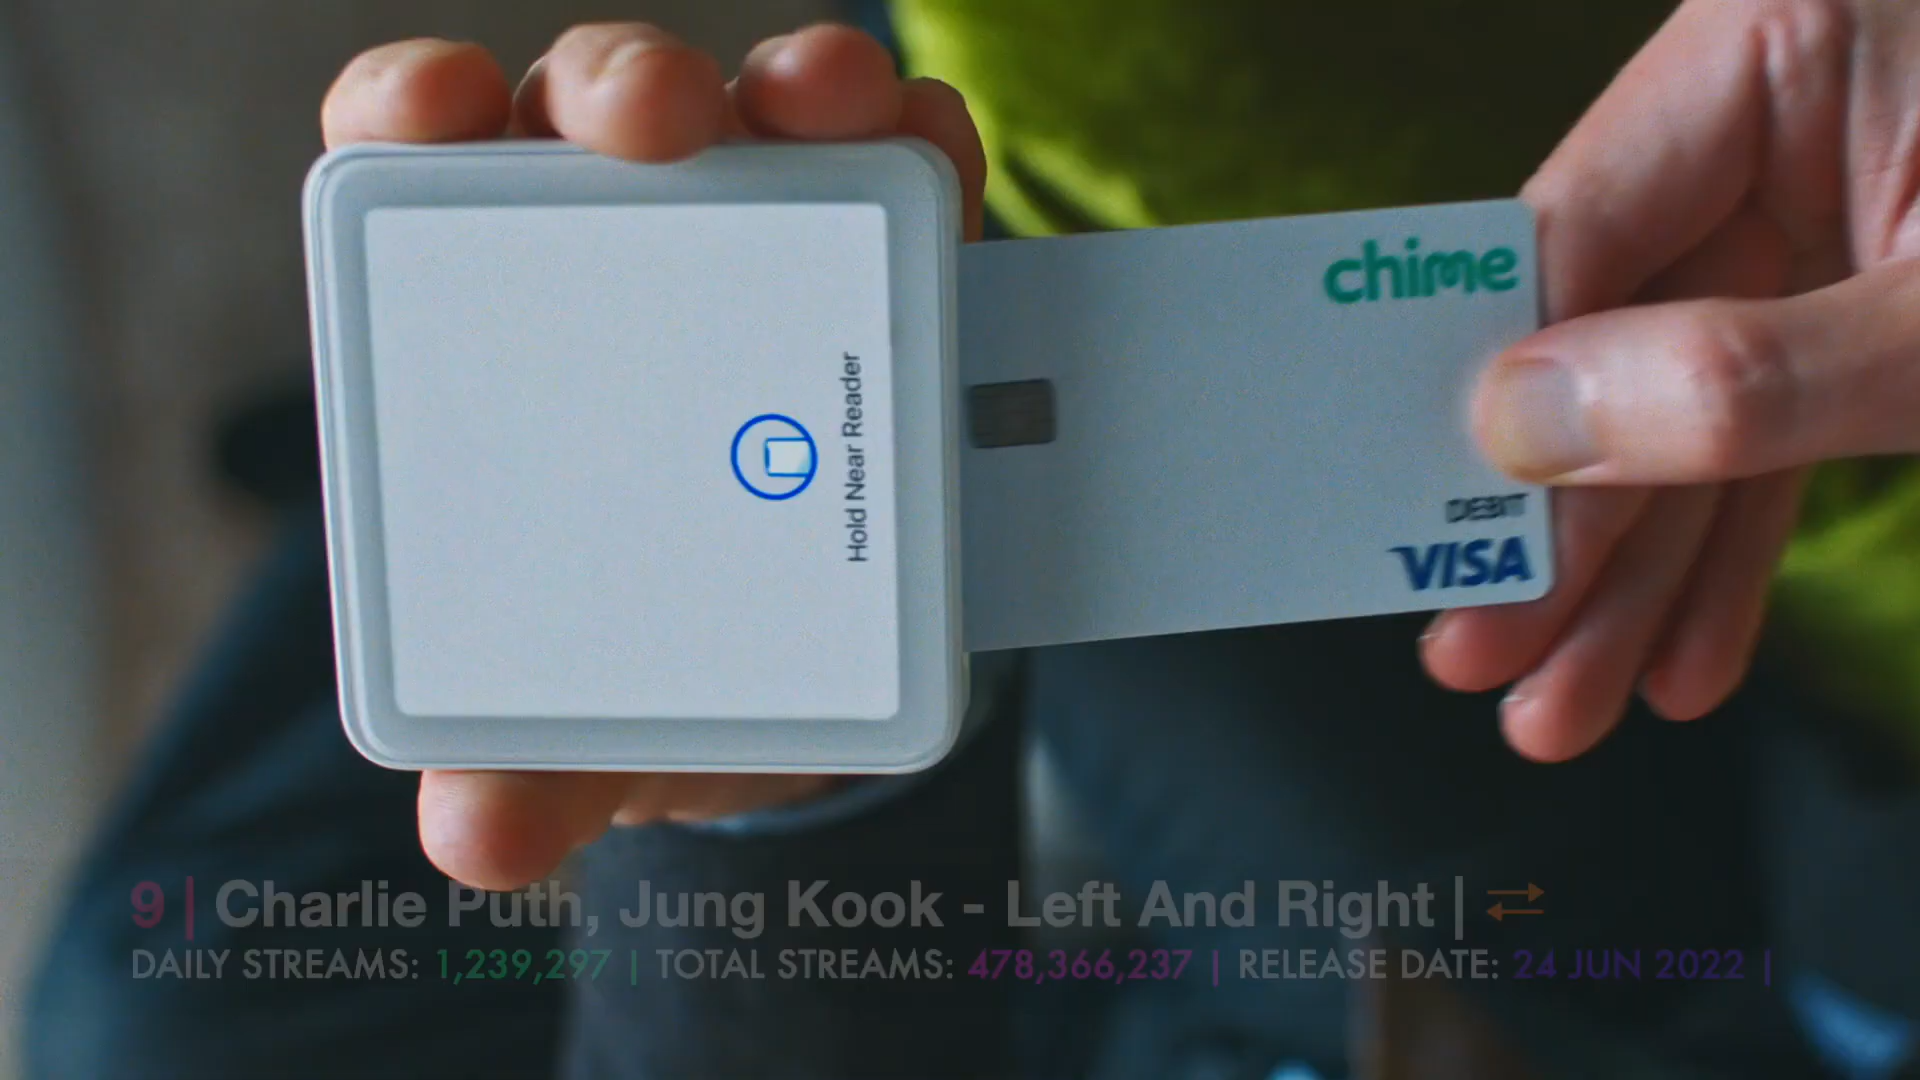 chime
Hold Near Reader
DEBIT
VISA
9 | Charlie Puth, Jung Kook - Left And Right | ⇄
DAILY STREAMS: 1,239,297 | TOTAL STREAMS: 478,366,237 | RELEASE DATE: 24 JUN 2022 |